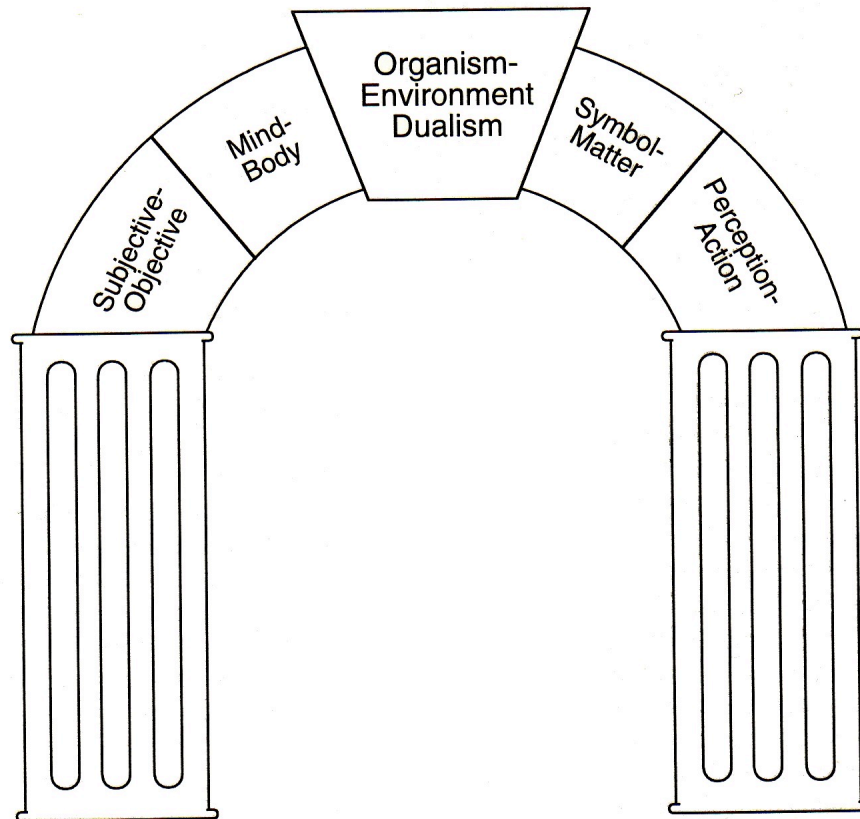 Organism-
Environment
Dualism
Mind-
Body
Symbol-
Matter
Subjective-
Objective
Perception-
Action